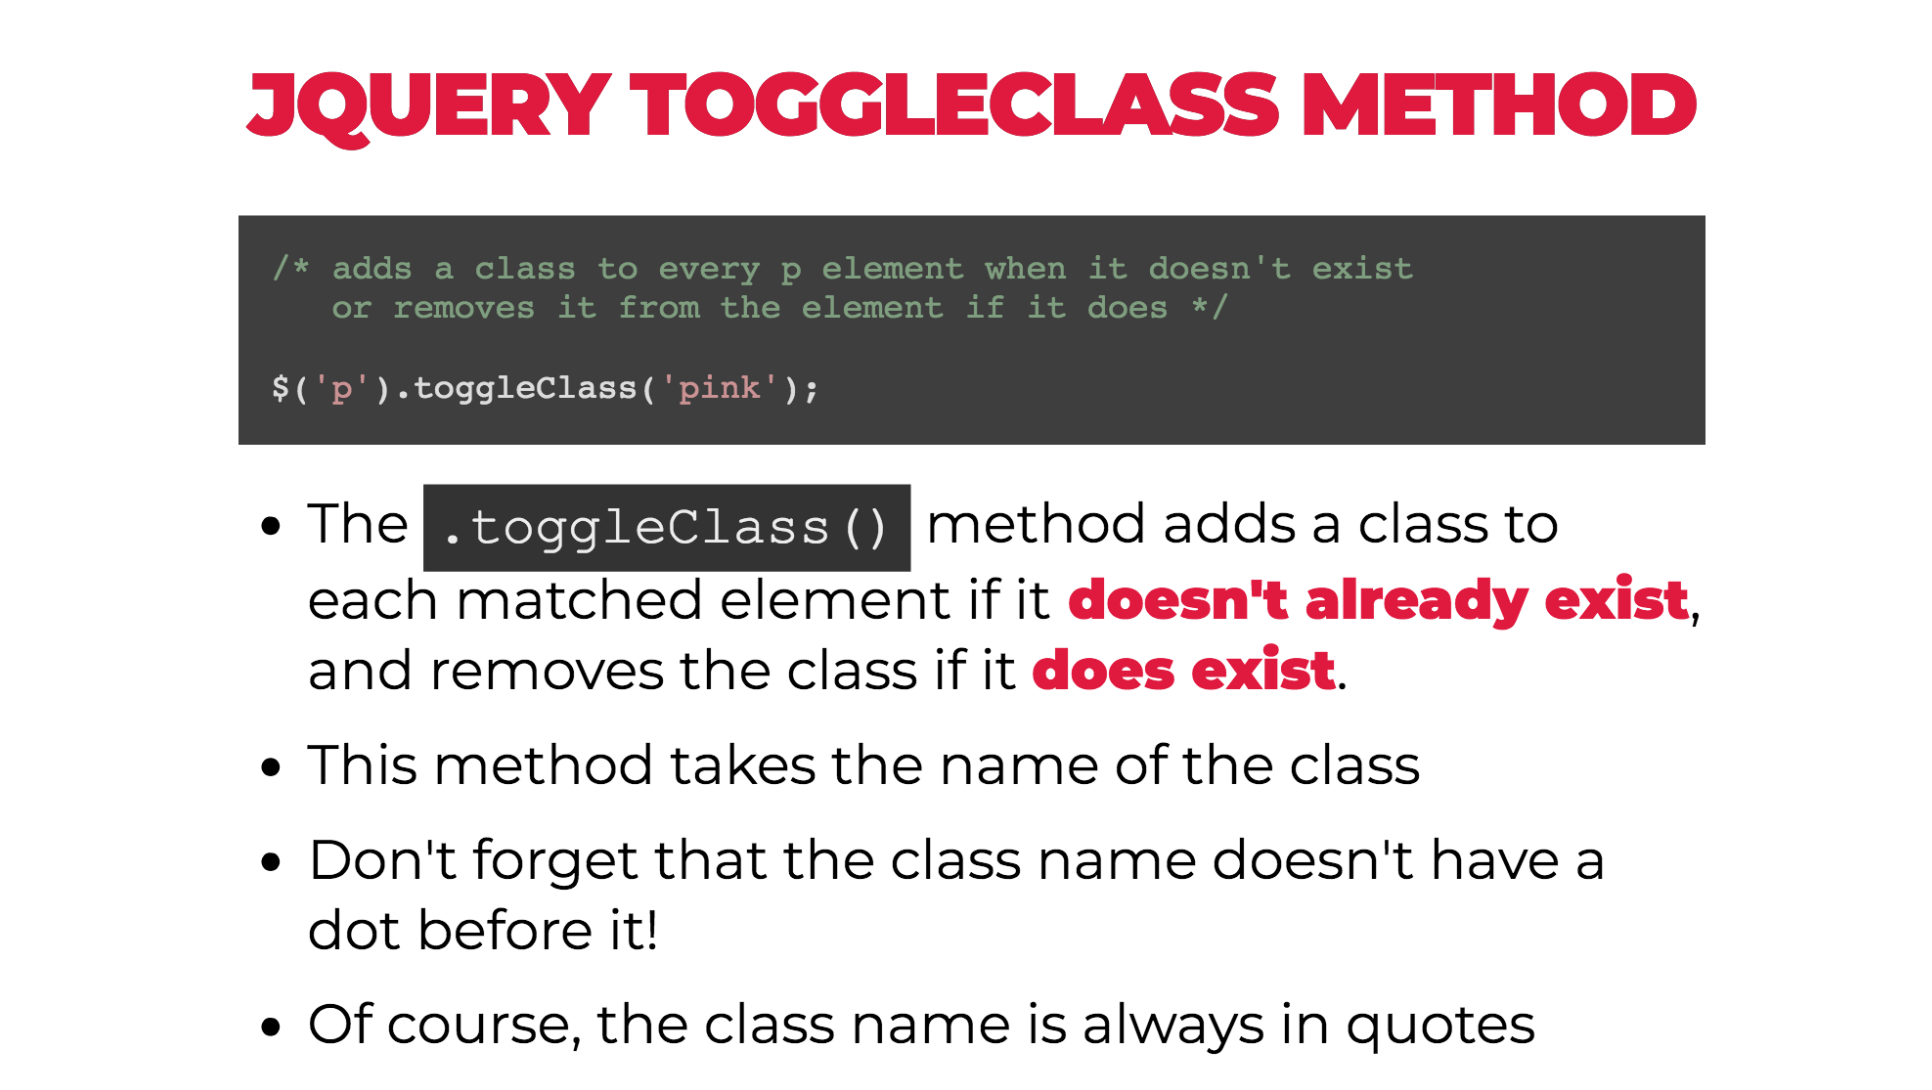 JQUERY TOGGLECLASS METHOD
/* adds a class to every p element when it doesn't exist
or removes it from the element if it does */
$('p').toggleClass('pink');
• The .toggleClass() method adds a class to
each matched element if it doesn't already exist,
and removes the class if it does exist.
• This method takes the name of the class
• Don't forget that the class name doesn't have a
dot before it!
• Of course, the class name is always in quotes